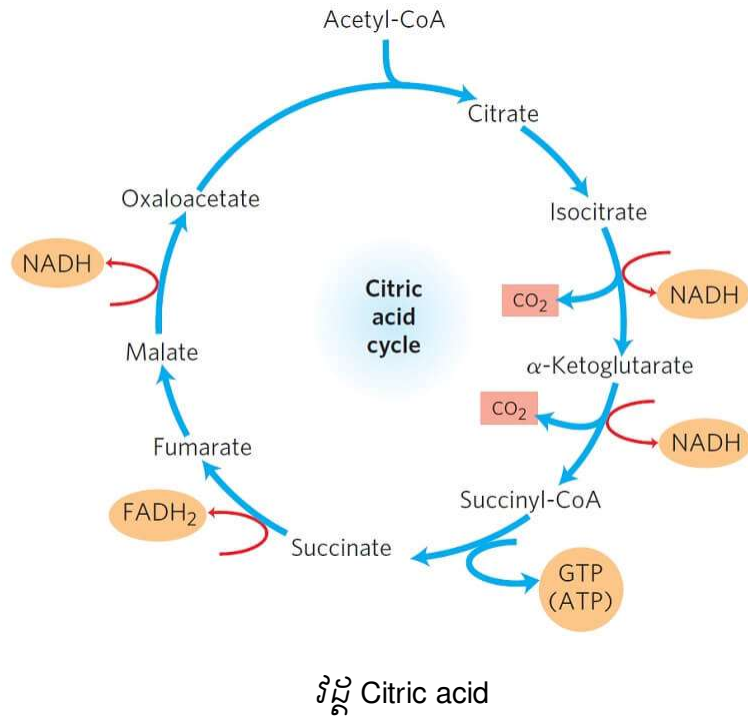 Acetyl-CoA
Citrate
Oxaloacetate
Isocitrate
NADH
Citric
acid
cycle
CO₂
NADH
Malate
α-Ketoglutarate
CO₂
NADH
Fumarate
Succinyl-CoA
FADH₂
Succinate
GTP
(ATP)
វដ្ត Citric acid